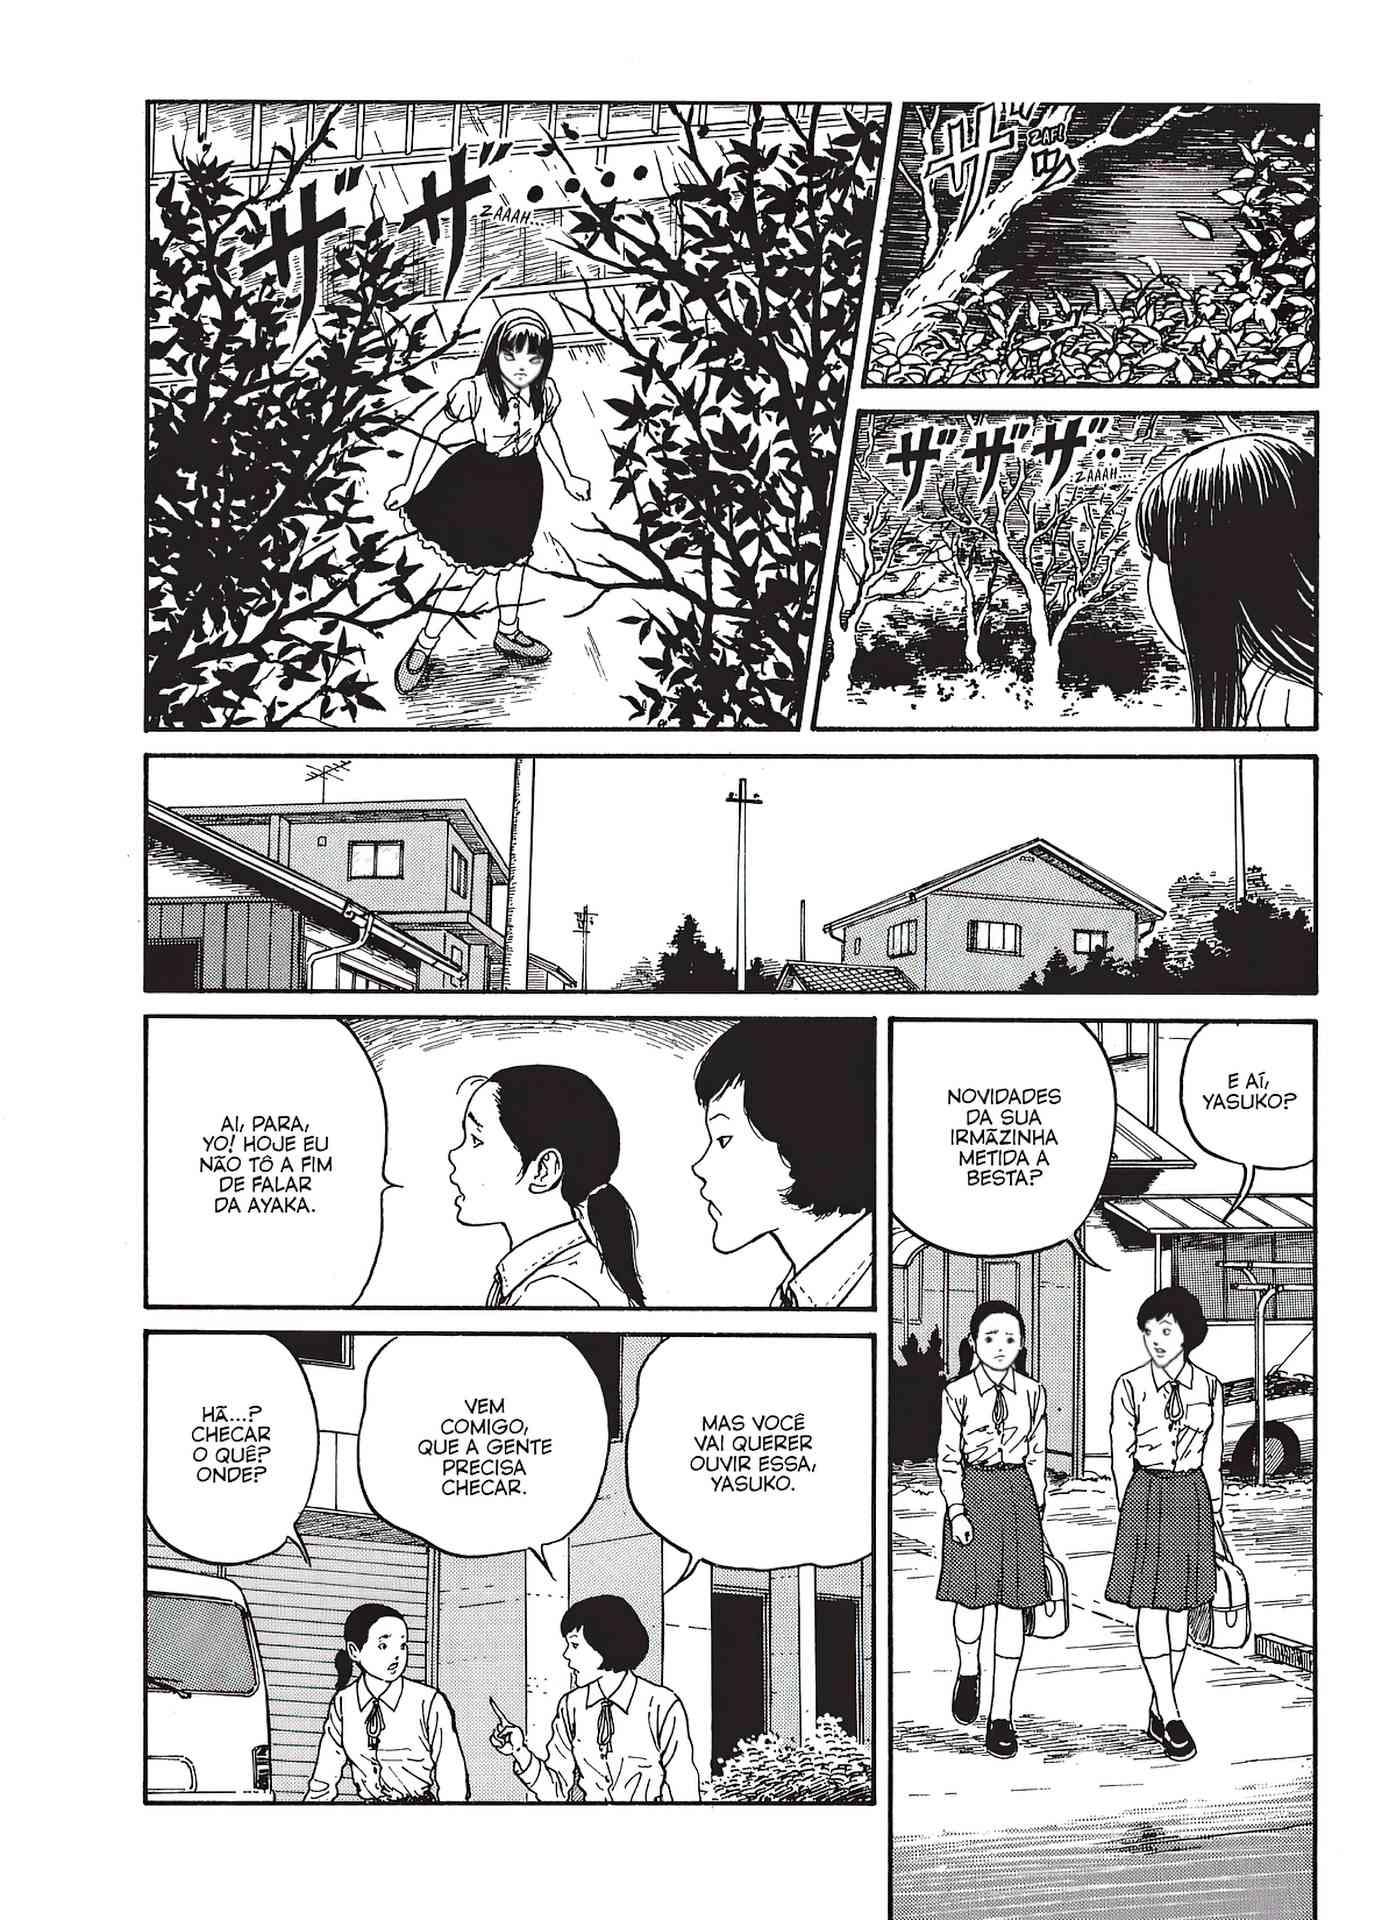 ザッ
ZAF!
ザザザ‥
ZAAAH...
ザザ・・・・
ZAAAH...
E AÍ,
YASUKO?
NOVIDADES
DA SUA
IRMÃZINHA
METIDA A
BESTA?
AI, PARA,
YO! HOJE EU
NÃO TÔ A FIM
DE FALAR
DA AYAKA.
MAS VOCÊ
VAI QUERER
OUVIR ESSA,
YASUKO.
VEM
COMIGO,
QUE A GENTE
PRECISA
CHECAR.
HÃ...?
CHECAR
O QUÊ?
ONDE?